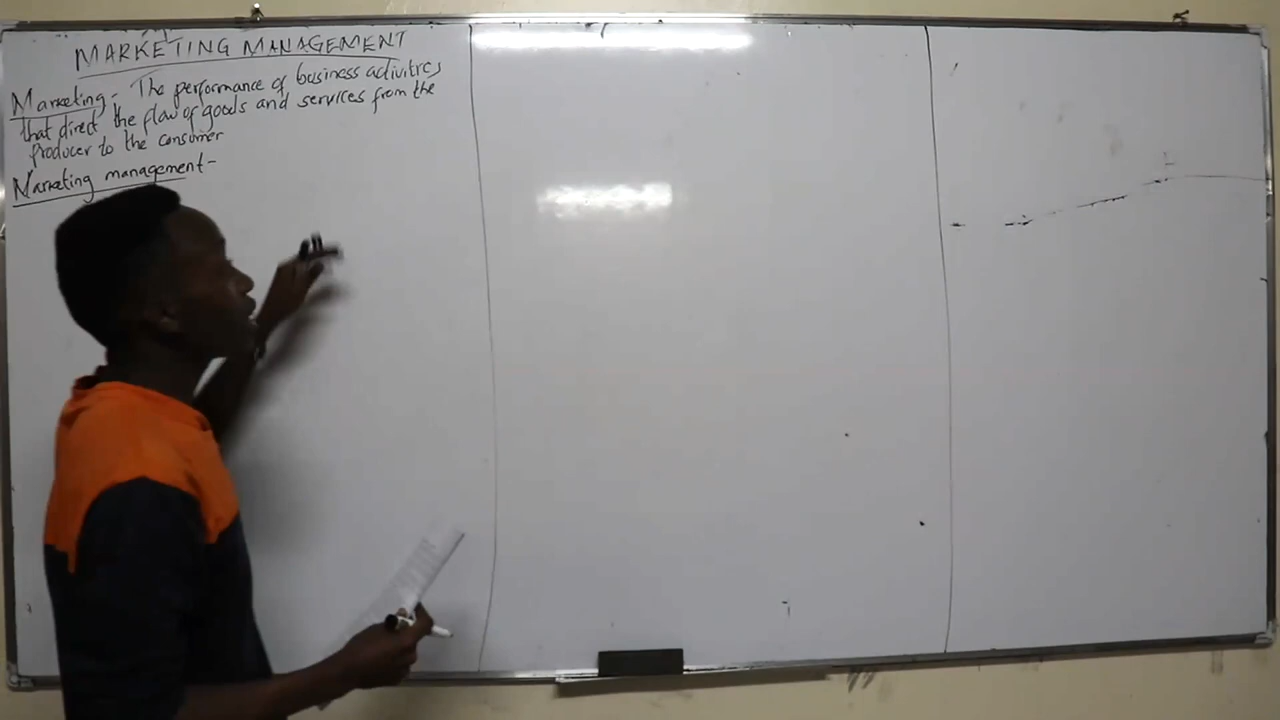 MARKETING MANAGEMENT
Marketing - The performance of business activities
that direct the flow of goods and services from the
producer to the consumer
Marketing management -